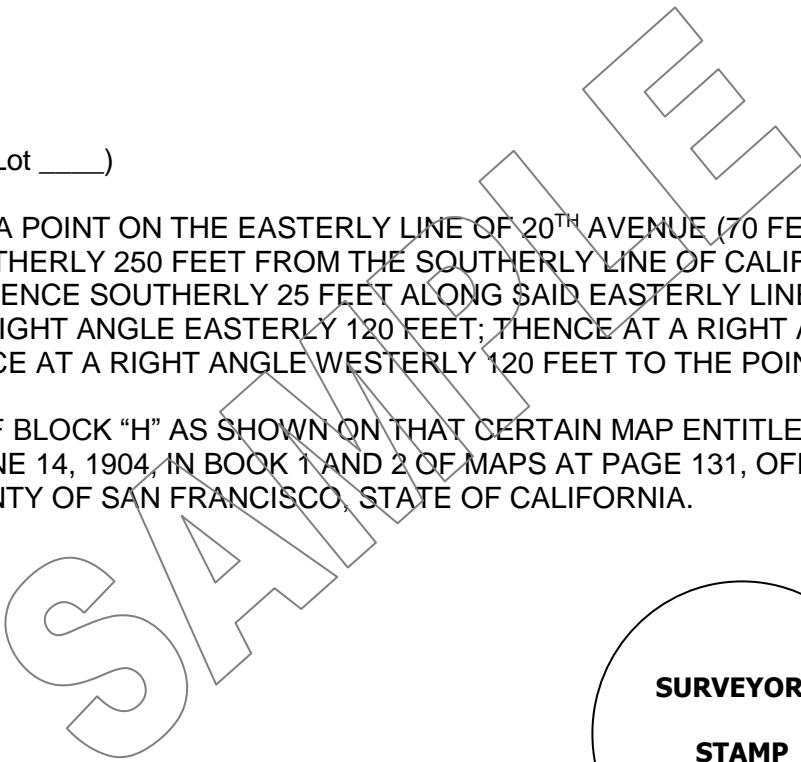 Lot ____)
A POINT ON THE EASTERLY LINE OF 20TH AVENUE (70 FE
THERLY 250 FEET FROM THE SOUTHERLY LINE OF CALIF
ENCE SOUTHERLY 25 FEET ALONG SAID EASTERLY LINE
IGHT ANGLE EASTERLY 120 FEET; THENCE AT A RIGHT A
CE AT A RIGHT ANGLE WESTERLY 120 FEET TO THE POIN
F BLOCK “H” AS SHOWN ON THAT CERTAIN MAP ENTITLE
NE 14, 1904, IN BOOK 1 AND 2 OF MAPS AT PAGE 131, OFF
NTY OF SAN FRANCISCO, STATE OF CALIFORNIA.
SAMPLE
SURVEYOR
STAMP